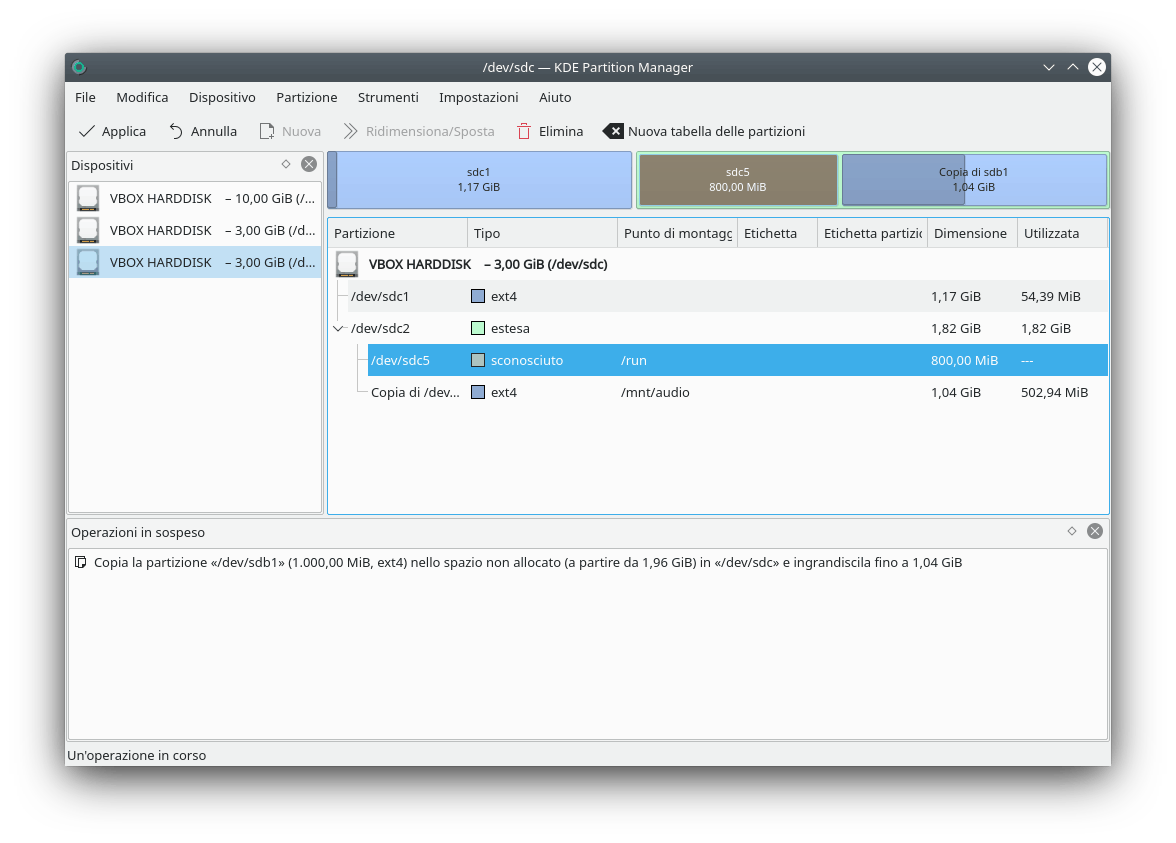 /dev/sdc — KDE Partition Manager
File Modifica Dispositivo Partizione Strumenti Impostazioni Aiuto
Applica Annulla Nuova Ridimensiona/Sposta Elimina Nuova tabella delle partizioni
Dispositivi
VBOX HARDDISK – 10,00 GiB (/...
VBOX HARDDISK – 3,00 GiB (/d...
VBOX HARDDISK – 3,00 GiB (/d...
sdc1
1,17 GiB
sdc5
800,00 MiB
Copia di sdb1
1,04 GiB
Partizione Tipo Punto di montagg Etichetta Etichetta partizio Dimensione Utilizzata
VBOX HARDDISK – 3,00 GiB (/dev/sdc)
/dev/sdc1 ext4 1,17 GiB 54,39 MiB
/dev/sdc2 estesa 1,82 GiB 1,82 GiB
/dev/sdc5 sconosciuto /run 800,00 MiB ---
Copia di /dev... ext4 /mnt/audio 1,04 GiB 502,94 MiB
Operazioni in sospeso
Copia la partizione «/dev/sdb1» (1.000,00 MiB, ext4) nello spazio non allocato (a partire da 1,96 GiB) in «/dev/sdc» e ingrandiscila fino a 1,04 GiB
Un'operazione in corso